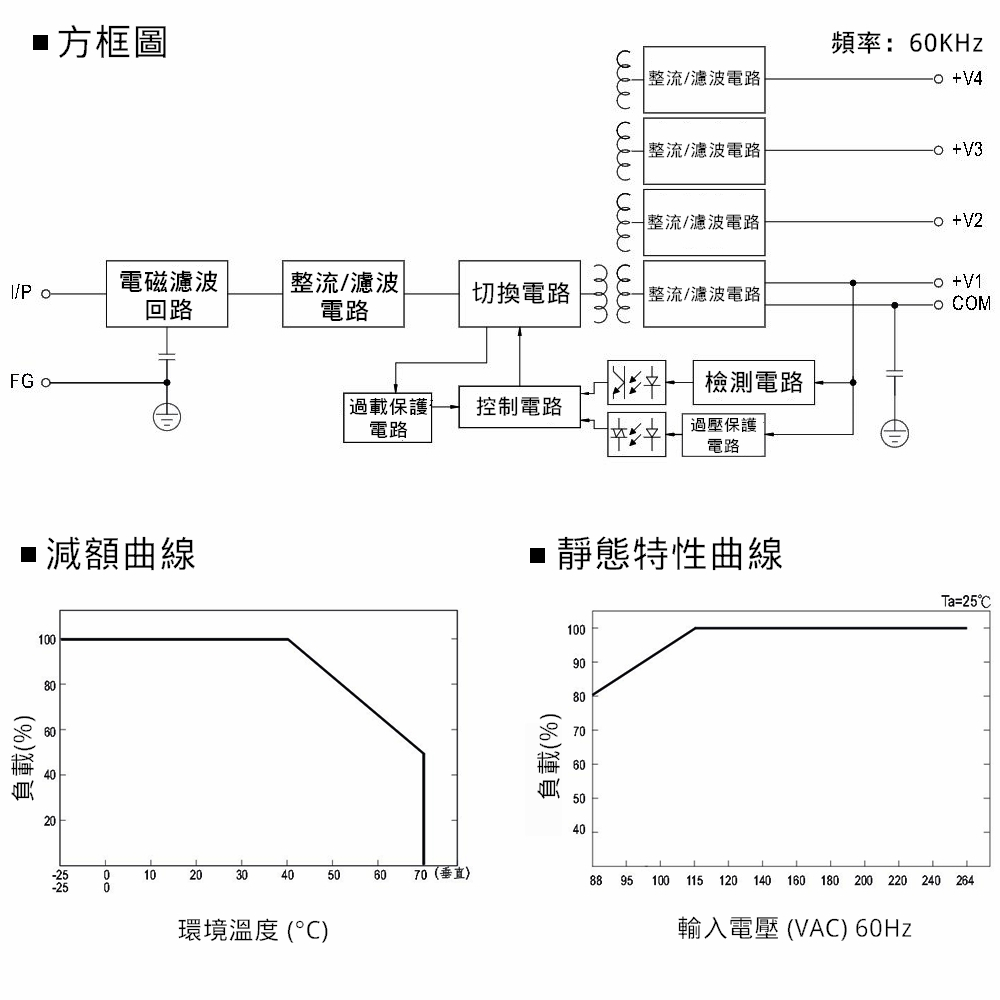 ■ 方框圖
頻率：60KHz
整流/濾波電路
+V4
整流/濾波電路
+V3
整流/濾波電路
+V2
I/P
電磁濾波
回路
整流/濾波
電路
切換電路
整流/濾波電路
+V1
COM
FG
過載保護
電路
控制電路
檢測電路
過壓保護
電路
■ 減額曲線
100
80
60
40
20
負載(%)
-25 0 10 20 30 40 50 60 70 (垂直)
-25 0
環境溫度 (°C)
■ 靜態特性曲線
Ta=25℃
100
90
80
70
60
50
40
負載(%)
88 95 100 115 120 140 160 180 200 220 240 264
輸入電壓 (VAC) 60Hz